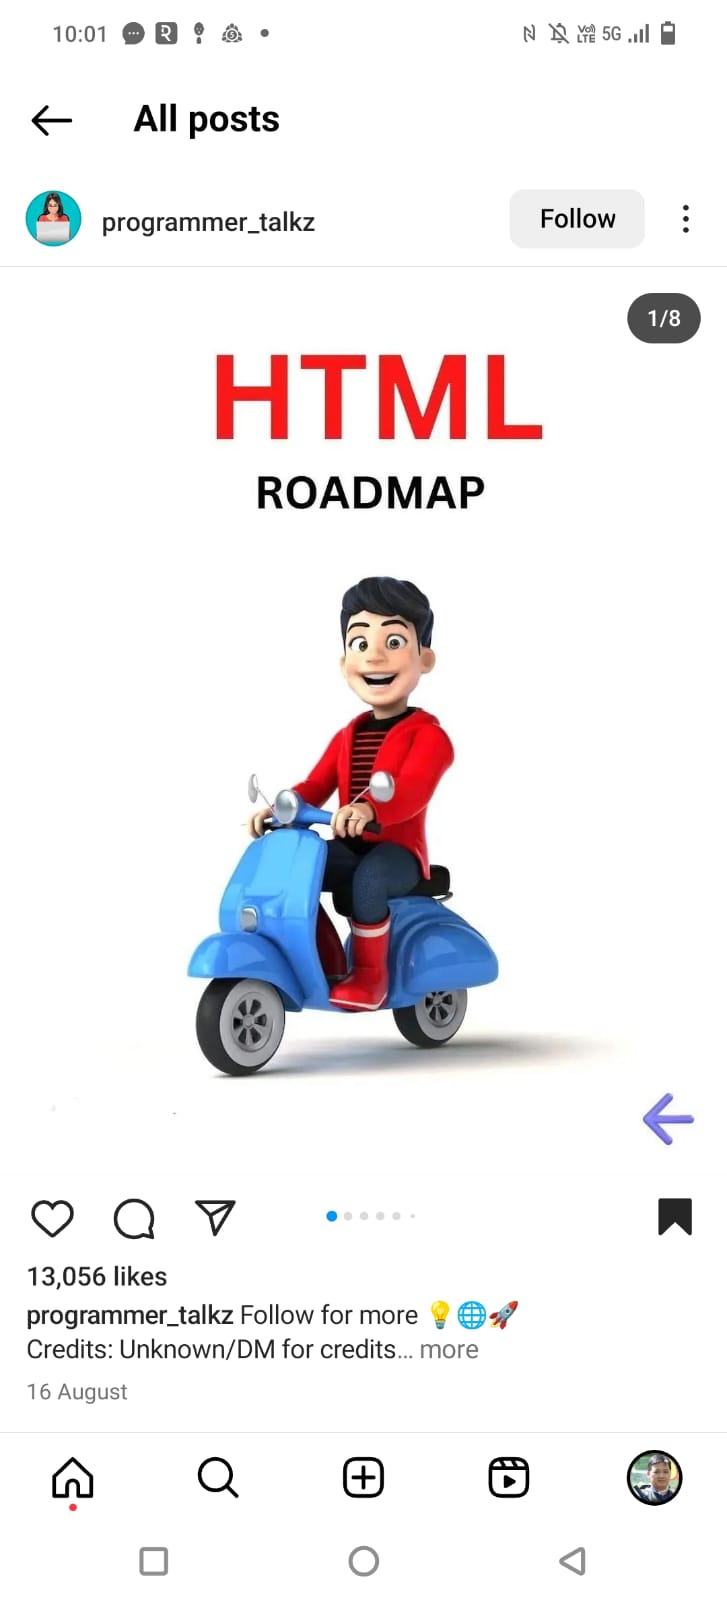 10:01
VoLTE 5G
All posts
programmer_talkz
Follow
1/8
HTML
ROADMAP
13,056 likes
programmer_talkz Follow for more 💡🌐🚀
Credits: Unknown/DM for credits... more
16 August